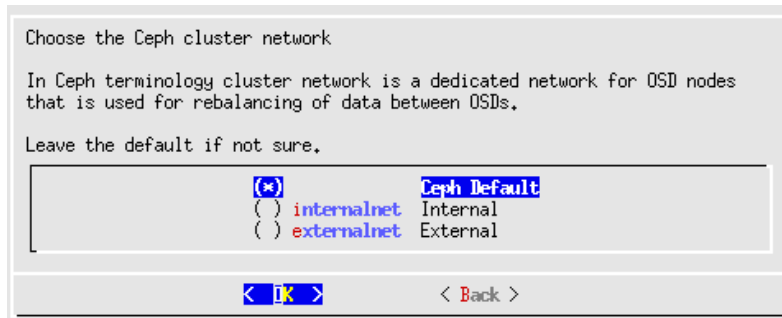 Choose the Ceph cluster network
In Ceph terminology cluster network is a dedicated network for OSD nodes
that is used for rebalancing of data between OSDs.
Leave the default if not sure.
(*) Ceph Default
( ) internalnet Internal
( ) externalnet External
< OK > < Back >